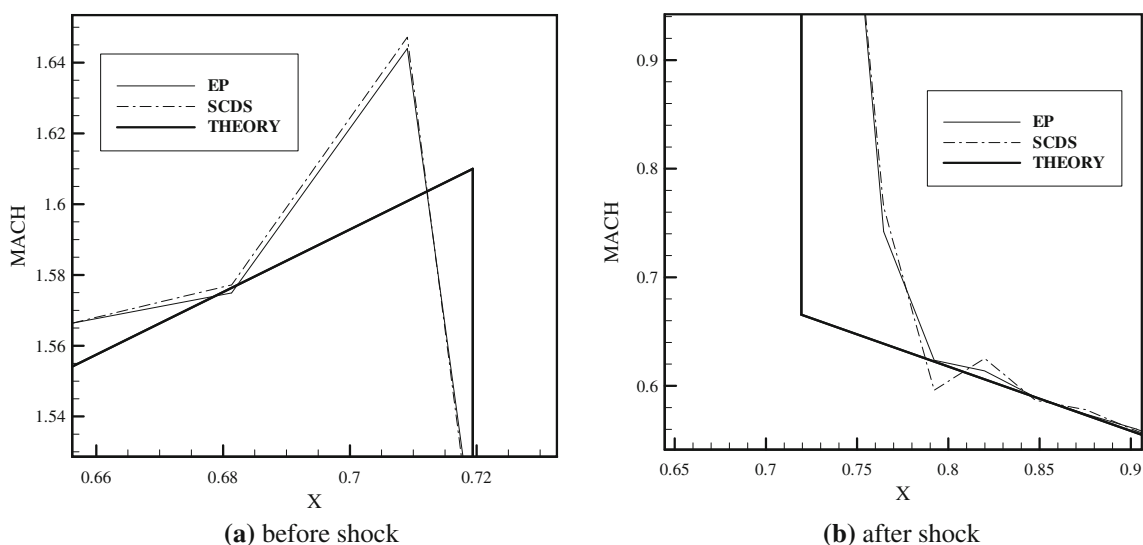 1.64
1.62
1.6
1.58
1.56
1.54
MACH
EP
SCDS
THEORY
0.66
0.68
0.7
0.72
X
(a) before shock
0.9
0.8
0.7
0.6
MACH
EP
SCDS
THEORY
0.65
0.7
0.75
0.8
0.85
0.9
X
(b) after shock